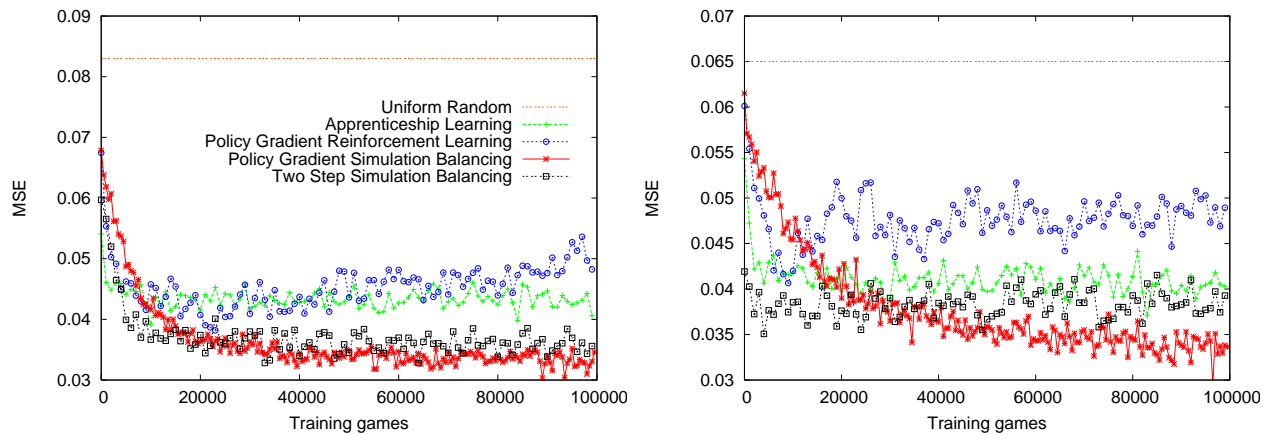 0.09
0.08
0.07
0.06
0.05
0.04
0.03
MSE
0 20000 40000 60000 80000 100000
Training games
Uniform Random
Apprenticeship Learning
Policy Gradient Reinforcement Learning
Policy Gradient Simulation Balancing
Two Step Simulation Balancing
0.07
0.065
0.06
0.055
0.05
0.045
0.04
0.035
0.03
MSE
0 20000 40000 60000 80000 100000
Training games